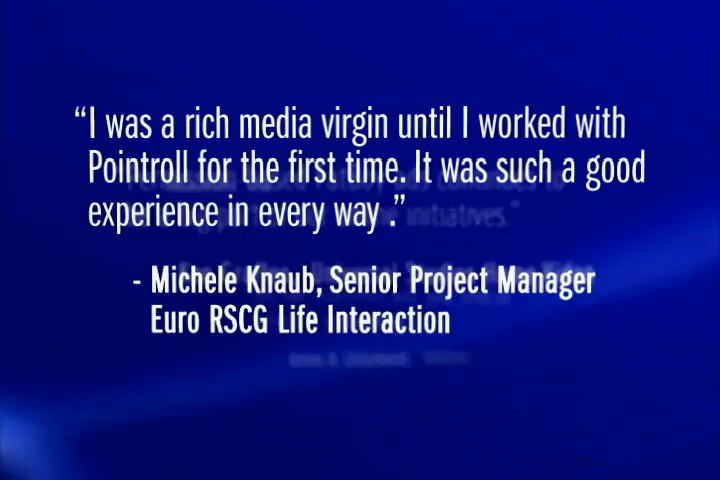 “I was a rich media virgin until I worked with
Pointroll for the first time. It was such a good
experience in every way .”
- Michele Knaub, Senior Project Manager
Euro RSCG Life Interaction
initiatives.”